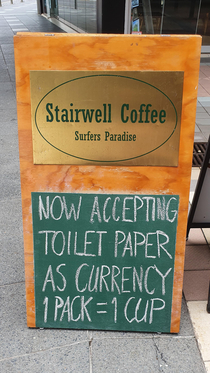 Stairwell Coffee
Surfers Paradise
NOW ACCEPTING
TOILET PAPER
AS CURRENCY
1 PACK = 1 CUP